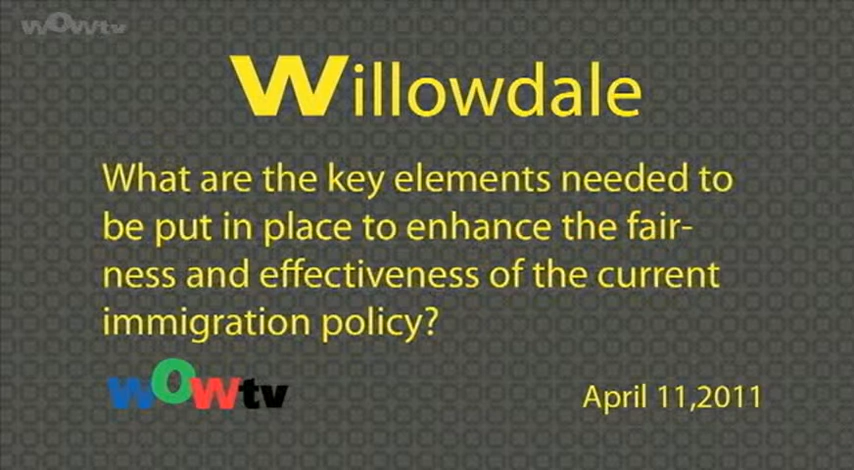 WOWtv
Willowdale
What are the key elements needed to
be put in place to enhance the fair-
ness and effectiveness of the current
immigration policy?
WOWtv
April 11,2011